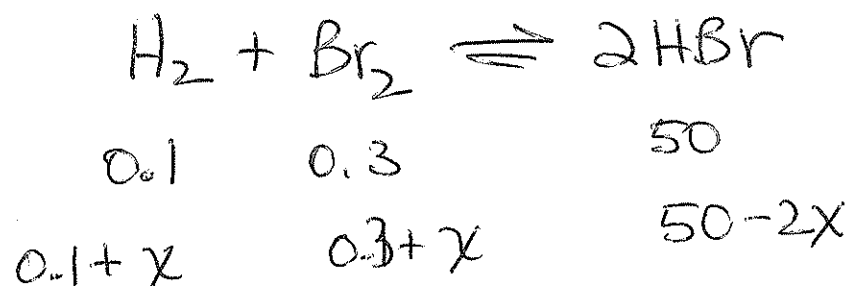 H₂ + Br₂ ⇌ 2HBr
0.1 0.3 50
0.1 + x 0.3 + x 50 - 2x